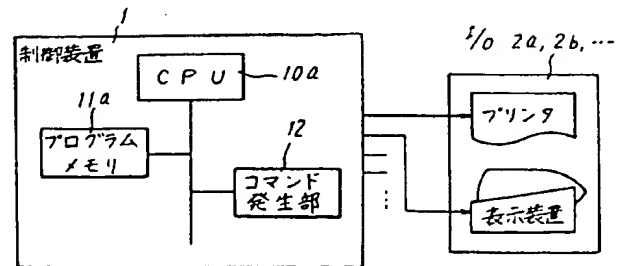 1
制御装置
CPU
10a
11a
プログラム
メモリ
12
コマンド
発生部
I/O 2a, 2b, …
プリンタ
表示装置